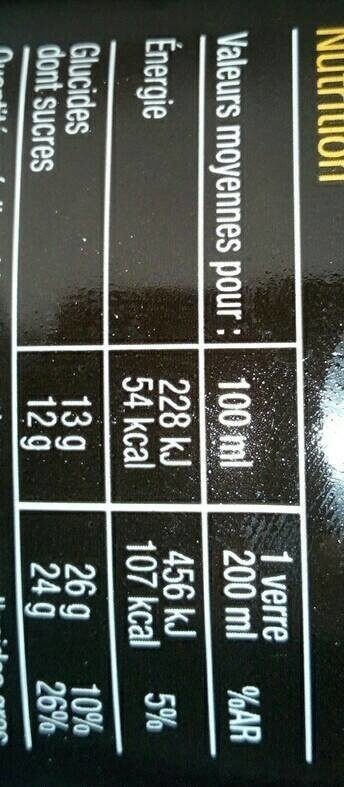 Nutrition
1 verre
Valeurs moyennes pour : 100 ml 200 ml %AR
Énergie 228 kJ 456 kJ
54 kcal 107 kcal 5%
Glucides 13 g 26 g 10%
dont sucres 12 g 24 g 26%